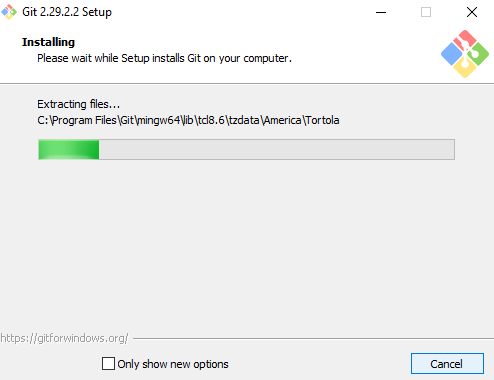 Git 2.29.2.2 Setup
Installing
Please wait while Setup installs Git on your computer.
Extracting files...
C:\Program Files\Git\mingw64\lib\tcl8.6\tzdata\America\Tortola
https://gitforwindows.org/
Only show new options
Cancel